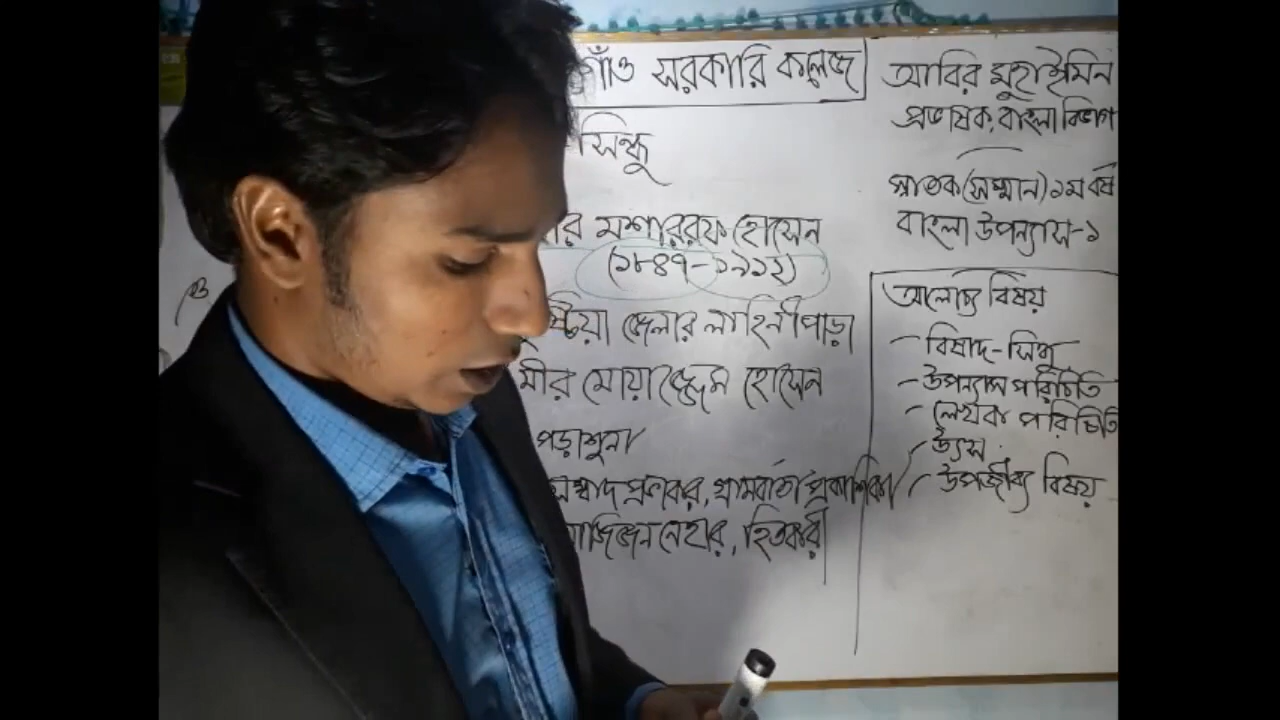 গাঁও সরকারি কলেজ
সিন্ধু
মীর মশাররফ হোসেন
(১৮৪৭-১৯১২)
ষ্টিয়া জেলার লাহিনীপাড়া
মীর মোয়াজ্জেম হোসেন
পড়াশুনা
সংবাদ প্রভাকর, গ্রামবার্তা প্রকাশিকা
আজিজন নেহার, হিতকরী
আবির মুহাইমিন
প্রভাষক, বাংলা বিভাগ
স্নাতক (সম্মান) ১ম বর্ষ
বাংলা উপন্যাস-১
আলোচ্য বিষয়
- বিষাদ-সিন্ধু
- উপন্যাস পরিচিতি
- লেখক পরিচিতি
- উৎস
- উপজীব্য বিষয়